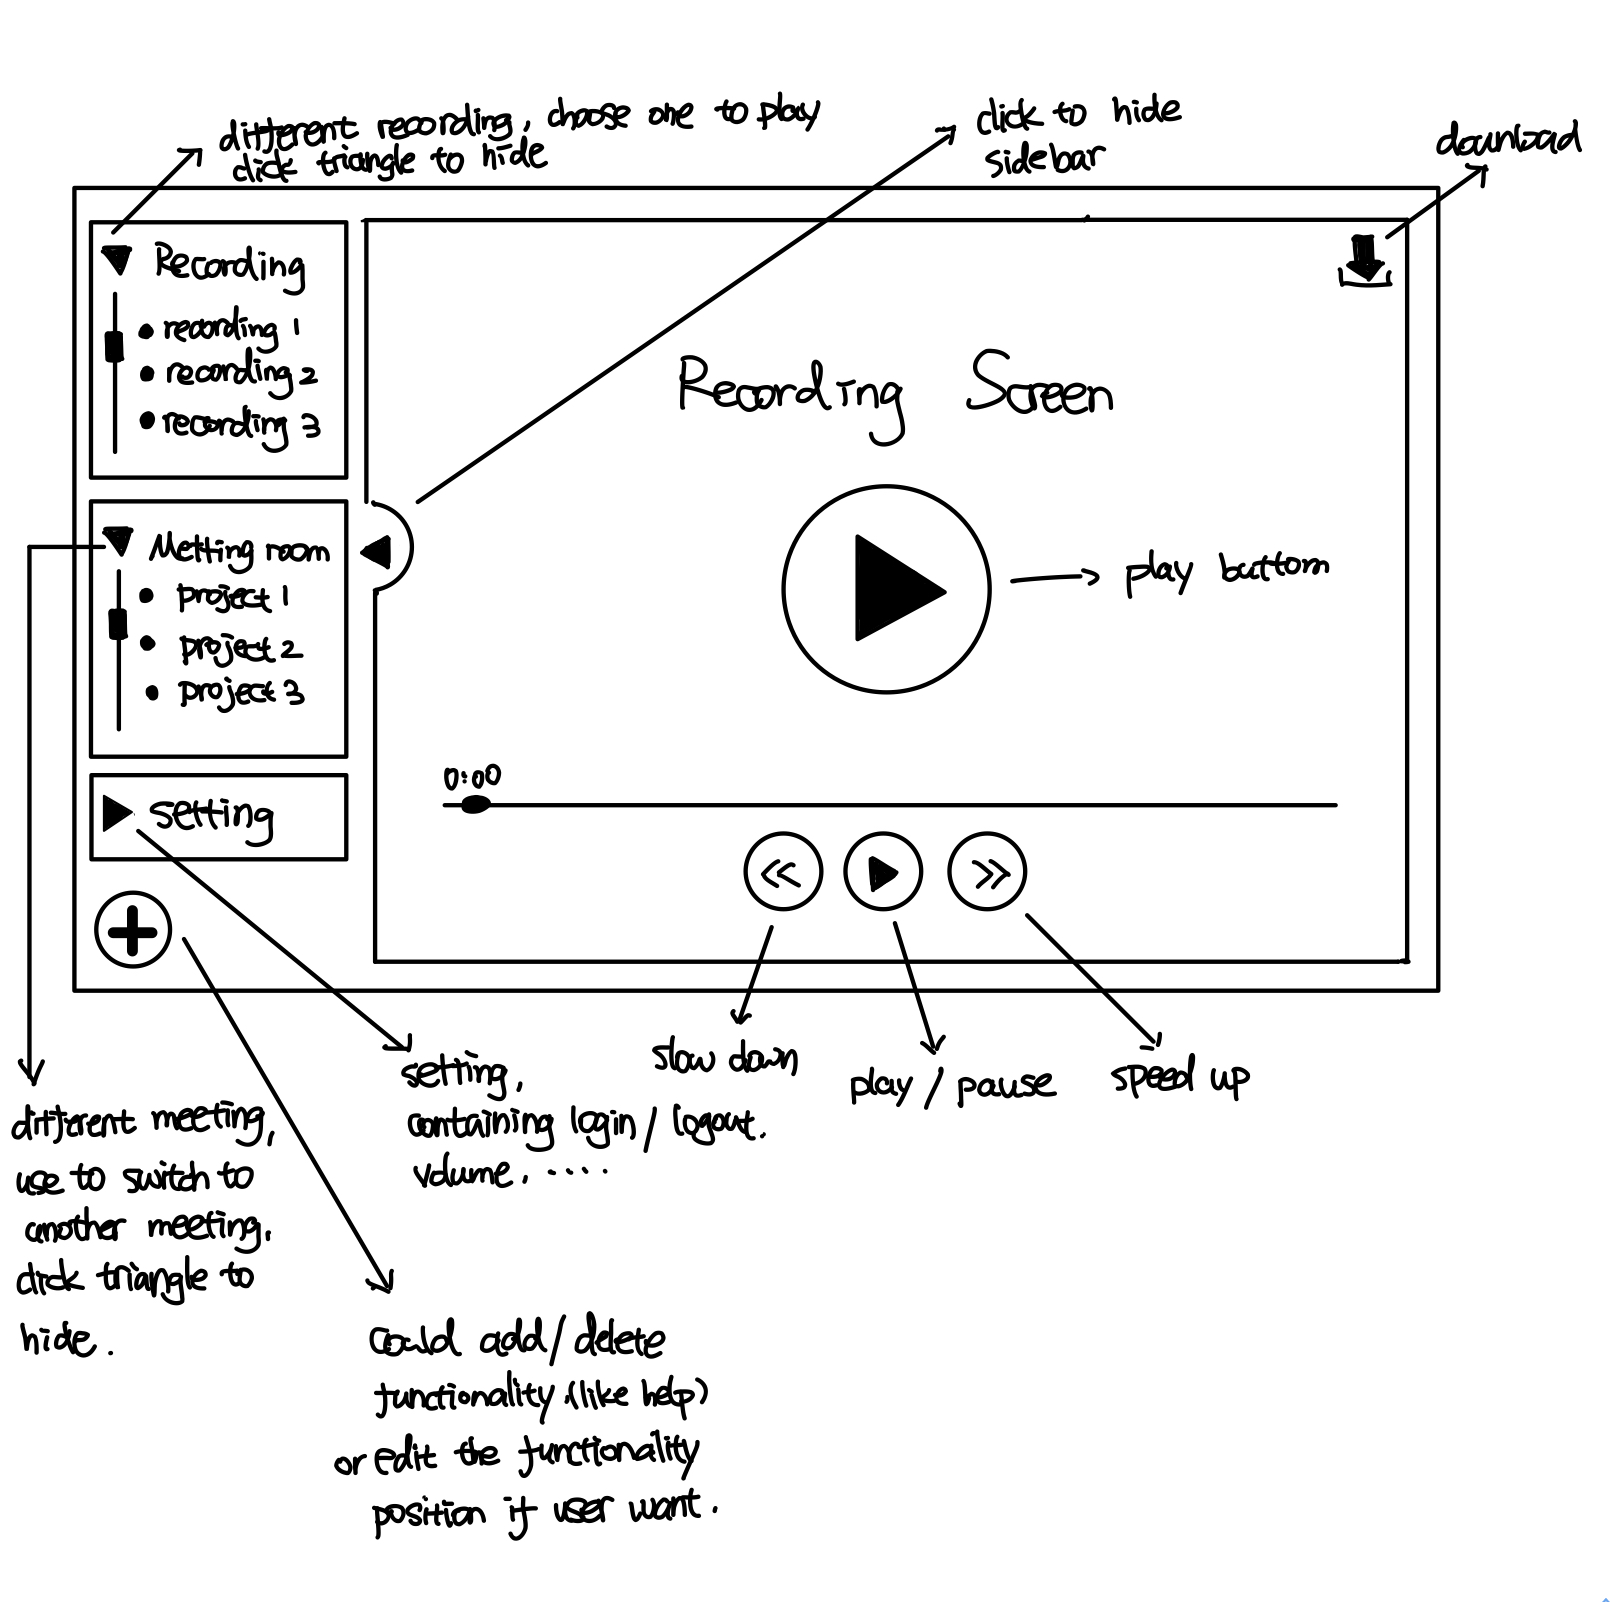 different recording, choose one to play
click triangle to hide
click to hide
sidebar
download
Recording
recording 1
recording 2
recording 3
Recording Screen
Metting room
project 1
project 2
project 3
play buttom
0:00
setting
slow down
play / pause
speed up
setting,
containing login / logout.
volume, .....
different meeting,
use to switch to
another meeting.
click triangle to
hide.
Could add/delete
functionality (like help)
or edit the functionality
position if user want.